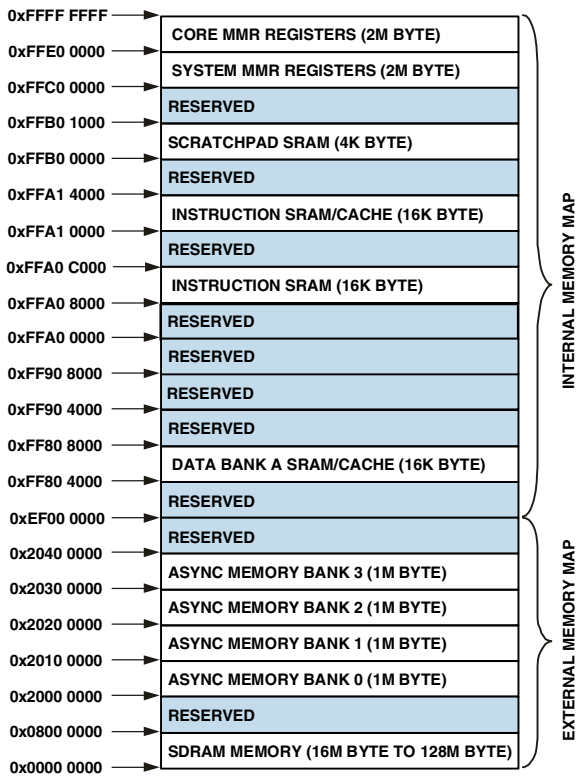 0xFFFF FFFF
CORE MMR REGISTERS (2M BYTE)
0xFFE0 0000
SYSTEM MMR REGISTERS (2M BYTE)
0xFFC0 0000
RESERVED
0xFFB0 1000
SCRATCHPAD SRAM (4K BYTE)
0xFFB0 0000
RESERVED
0xFFA1 4000
INSTRUCTION SRAM/CACHE (16K BYTE)
0xFFA1 0000
RESERVED
0xFFA0 C000
INSTRUCTION SRAM (16K BYTE)
0xFFA0 8000
RESERVED
0xFFA0 0000
RESERVED
0xFF90 8000
RESERVED
0xFF90 4000
RESERVED
0xFF80 8000
DATA BANK A SRAM/CACHE (16K BYTE)
0xFF80 4000
RESERVED
0xEF00 0000
RESERVED
0x2040 0000
ASYNC MEMORY BANK 3 (1M BYTE)
0x2030 0000
ASYNC MEMORY BANK 2 (1M BYTE)
0x2020 0000
ASYNC MEMORY BANK 1 (1M BYTE)
0x2010 0000
ASYNC MEMORY BANK 0 (1M BYTE)
0x2000 0000
RESERVED
0x0800 0000
SDRAM MEMORY (16M BYTE TO 128M BYTE)
0x0000 0000
INTERNAL MEMORY MAP
EXTERNAL MEMORY MAP